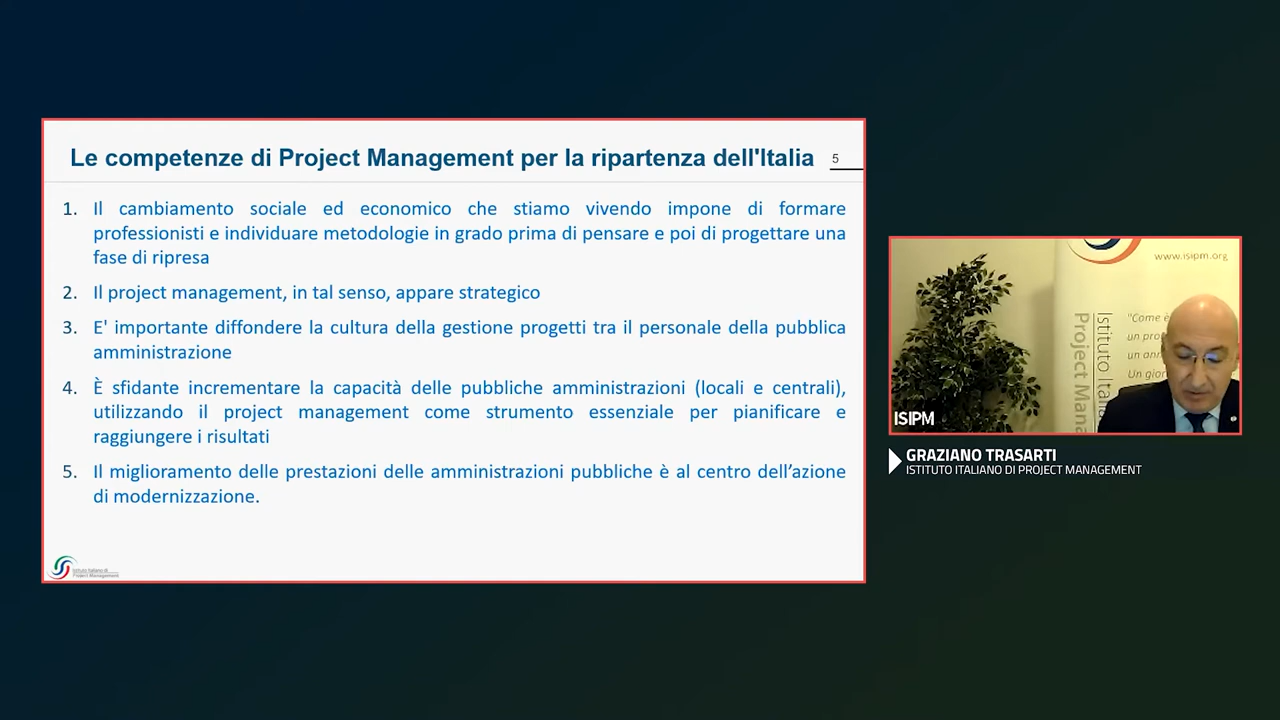 Le competenze di Project Management per la ripartenza dell'Italia
5
1. Il cambiamento sociale ed economico che stiamo vivendo impone di formare
professionisti e individuare metodologie in grado prima di pensare e poi di progettare una
fase di ripresa
2. Il project management, in tal senso, appare strategico
3. E' importante diffondere la cultura della gestione progetti tra il personale della pubblica
amministrazione
4. È sfidante incrementare la capacità delle pubbliche amministrazioni (locali e centrali),
utilizzando il project management come strumento essenziale per pianificare e
raggiungere i risultati
5. Il miglioramento delle prestazioni delle amministrazioni pubbliche è al centro dell’azione
di modernizzazione.
Istituto Italiano di
Project Management
www.isipm.org
"Come è
un
un
Un
Istituto
Project
ISIPM
GRAZIANO TRASARTI
ISTITUTO ITALIANO DI PROJECT MANAGEMENT